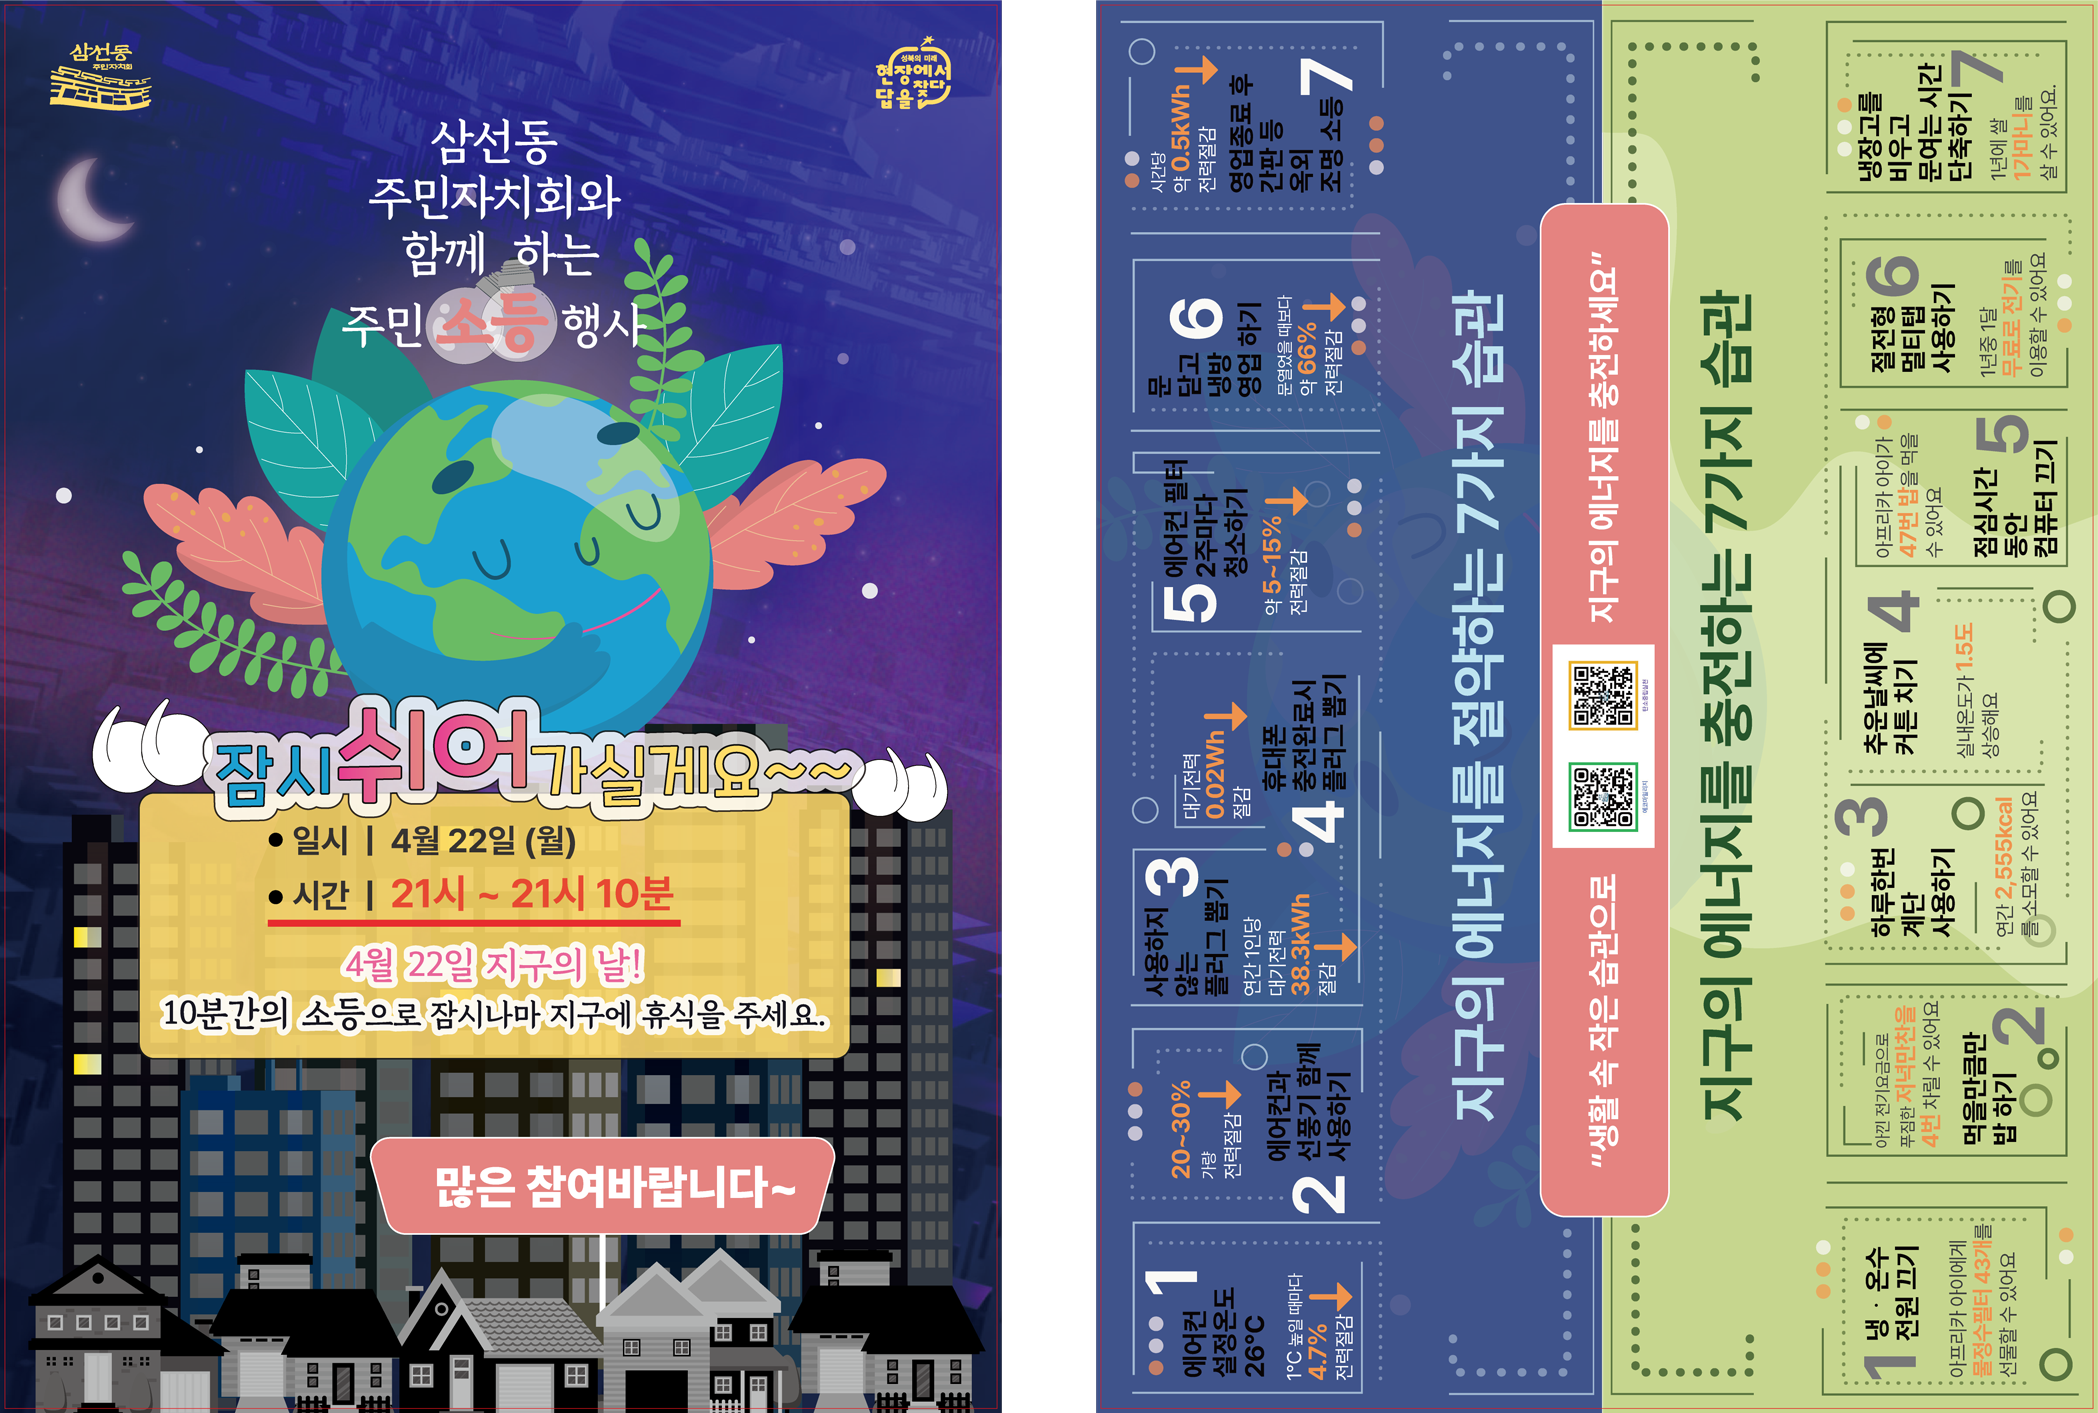 삼선동
주민자치회
성북의 미래
현장에서
답을 찾다
삼선동
주민자치회와
함께 하는
주민 소등 행사
잠시 쉬어 가실게요~~
• 일시 | 4월 22일 (월)
• 시간 | 21시 ~ 21시 10분
4월 22일 지구의 날!
10분간의 소등으로 잠시나마 지구에 휴식을 주세요.
많은 참여바랍니다~
지구의 에너지를 절약하는 7가지 습관
1
에어컨
설정온도
26°C
1°C 높일 때마다
4.7%
전력절감
2
에어컨과
선풍기 함께
사용하기
20~30%
가량
전력절감
3
사용하지
않는
플러그 뽑기
연간 1인당
대기전력
38.3kWh
절감
4
휴대폰
충전완료시
플러그 뽑기
대기전력
0.02Wh
절감
5
에어컨 필터
2주마다
청소하기
약 5~15%
전력절감
6
문
닫고
냉방
영업 하기
문열었을 때보다
약 66%
전력절감
7
영업종료 후
간판 등
옥외
조명 소등
시간당
약 0.5kWh
전력절감
“생활 속 작은 습관으로
에코마일리지
탄소중립실천
지구의 에너지를 충전하세요”
지구의 에너지를 충전하는 7가지 습관
1
냉 · 온수
전원 끄기
아프리카 아이에게
물정수필터 43개를
선물할 수 있어요
2
먹을만큼만
밥 하기
아낀 전기요금으로
푸짐한 저녁만찬을
4번 차릴 수 있어요
3
하루한번
계단
사용하기
연간 2,555kcal
를 소모할 수 있어요
4
추운날씨에
커튼 치기
실내온도가 1.5도
상승해요
5
점심시간
동안
컴퓨터 끄기
아프리카 아이가
47번 밥을 먹을
수 있어요
6
절전형
멀티탭
사용하기
1년중 1달
무료로 전기를
이용할 수 있어요
7
냉장고를
비우고
문여는 시간
단축하기
1년에 쌀
1가마니를
살 수 있어요.